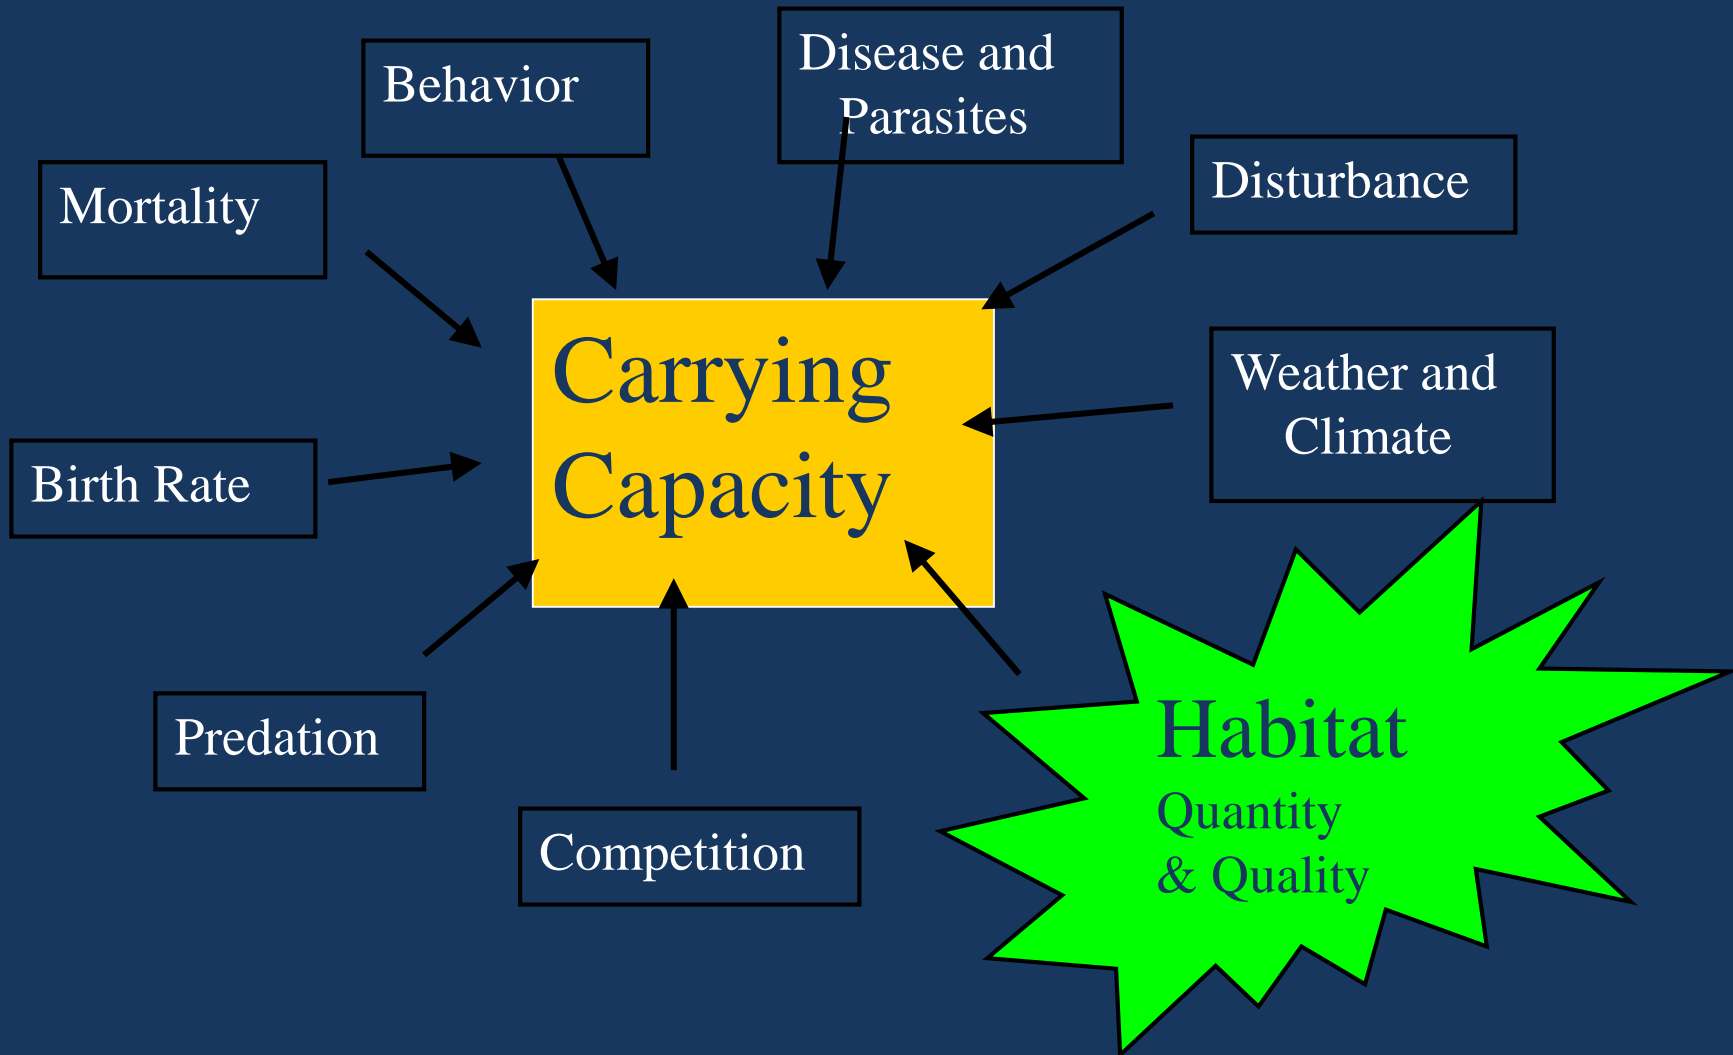 Behavior
Disease and
Parasites
Mortality
Disturbance
Carrying
Capacity
Weather and
Climate
Birth Rate
Predation
Competition
Habitat
Quantity
& Quality